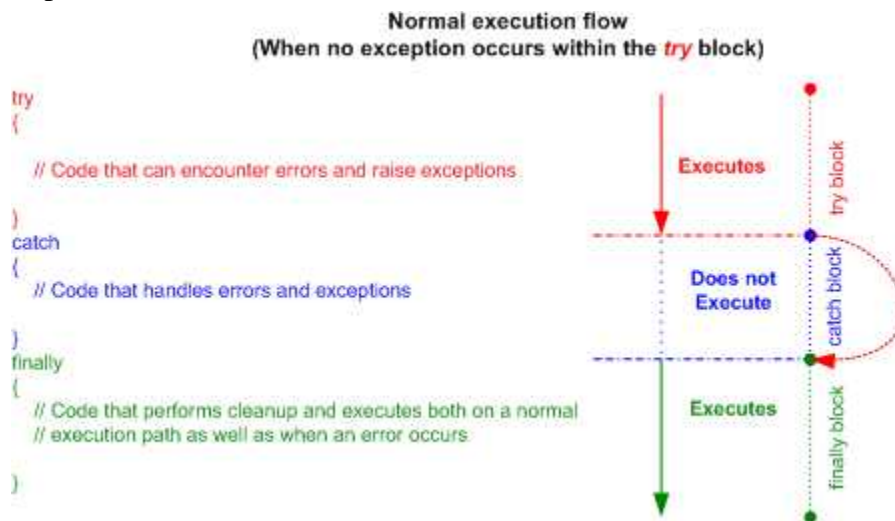 Normal execution flow
(When no exception occurs within the try block)
try
{
// Code that can encounter errors and raise exceptions
}
catch
{
// Code that handles errors and exceptions
}
finally
{
// Code that performs cleanup and executes both on a normal
// execution path as well as when an error occurs
}
Executes
try block
Does not
Execute
catch block
Executes
finally block